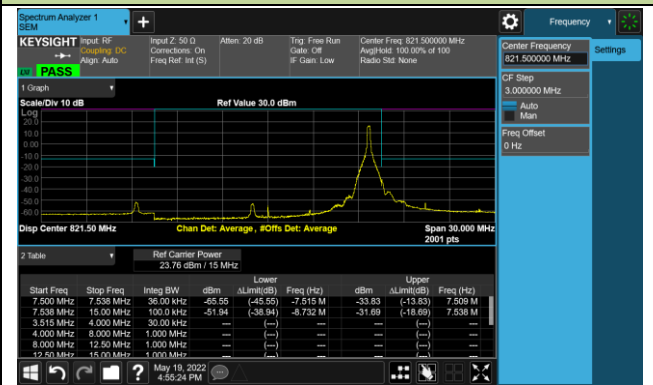 Spectrum Analyzer 1
SEM
+
Frequency
KEYSIGHT
Input: RF
Coupling: DC
Align: Auto
Input Z: 50 Ω
Corrections: On
Freq Ref: Int (S)
Atten: 20 dB
Trig: Free Run
Gate: Off
IF Gain: Low
Center Freq: 821.500000 MHz
Avg|Hold: 100.00% of 100
Radio Std: None
PASS
Center Frequency
821.500000 MHz
Settings
CF Step
3.000000 MHz
Auto
Man
Freq Offset
0 Hz
1 Graph
Scale/Div 10 dB
Ref Value 30.0 dBm
Log
20.0
10.0
0.00
-10.0
-20.0
-30.0
-40.0
-50.0
-60.0
Disp Center 821.50 MHz
Chan Det: Average , #Offs Det: Average
Span 30.000 MHz
2001 pts
2 Table
Ref Carrier Power
23.76 dBm / 15 MHz
Lower Upper
Start Freq Stop Freq Integ BW dBm ΔLimit(dB) Freq (Hz) dBm ΔLimit(dB) Freq (Hz)
7.500 MHz 7.538 MHz 36.00 kHz -65.55 (-45.55) -7.515 M -33.83 (-13.83) 7.509 M
7.538 MHz 15.00 MHz 100.0 kHz -51.94 (-38.94) -8.732 M -31.69 (-18.69) 7.538 M
3.515 MHz 4.000 MHz 30.00 kHz --- (---) --- --- (---) ---
4.000 MHz 8.000 MHz 1.000 MHz --- (---) --- --- (---) ---
8.000 MHz 12.50 MHz 1.000 MHz --- (---) --- --- (---) ---
12.50 MHz 15.00 MHz 1.000 MHz --- (---) --- --- (---) ---
?
May 19, 2022
4:55:24 PM